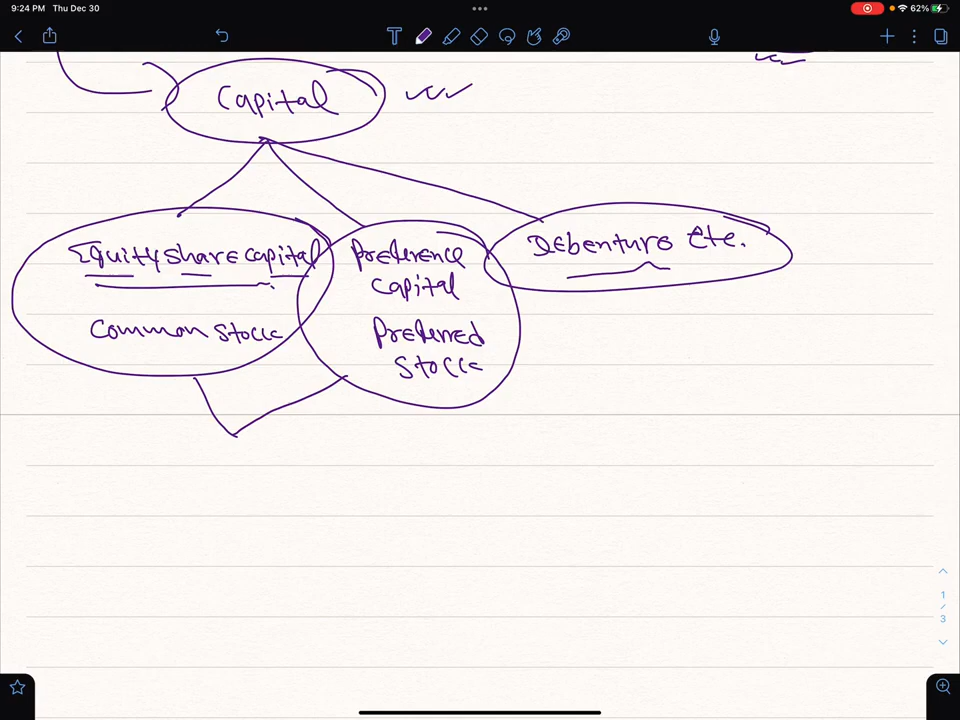 9:24 PM Thu Dec 30
62%
T
Capital
Equity share capital
Common Stock
Preference
Capital
Preferred
Stock
Debenture Etc.
1
/
3